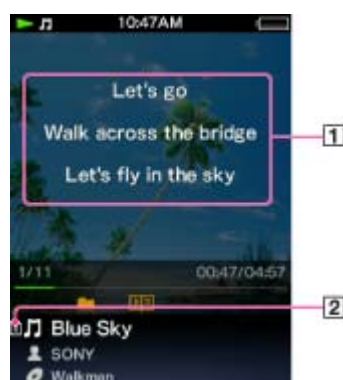 10:47AM
Let's go
Walk across the bridge
1
Let's fly in the sky
1/11 00:47/04:57
2
Blue Sky
SONY
Walkman